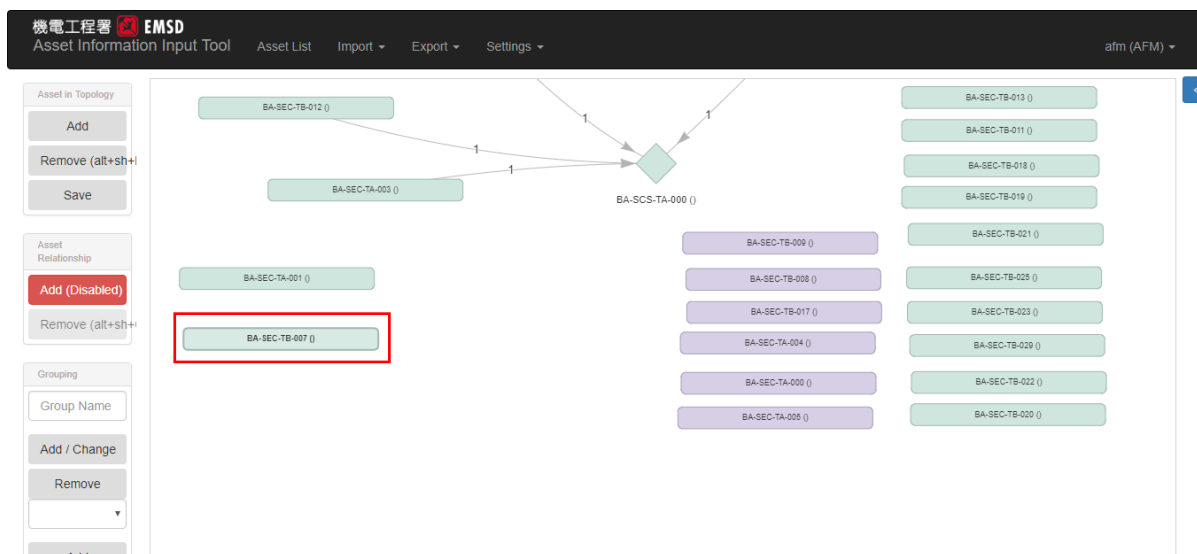 機電工程署 EMSD
Asset Information Input Tool Asset List Import Export Settings afm (AFM)
Asset in Topology
Add
Remove (alt+sh+
Save
Asset
Relationship
Add (Disabled)
Remove (alt+sh+
Grouping
Group Name
Add / Change
Remove
BA-SEC-TB-012 ()
1
1
1
1
BA-SEC-TA-003 ()
BA-SCS-TA-000 ()
BA-SEC-TA-001 ()
BA-SEC-TB-007 ()
BA-SEC-TB-009 ()
BA-SEC-TB-008 ()
BA-SEC-TB-017 ()
BA-SEC-TA-004 ()
BA-SEC-TA-000 ()
BA-SEC-TA-005 ()
BA-SEC-TB-013 ()
BA-SEC-TB-011 ()
BA-SEC-TB-018 ()
BA-SEC-TB-019 ()
BA-SEC-TB-021 ()
BA-SEC-TB-025 ()
BA-SEC-TB-023 ()
BA-SEC-TB-029 ()
BA-SEC-TB-022 ()
BA-SEC-TB-020 ()